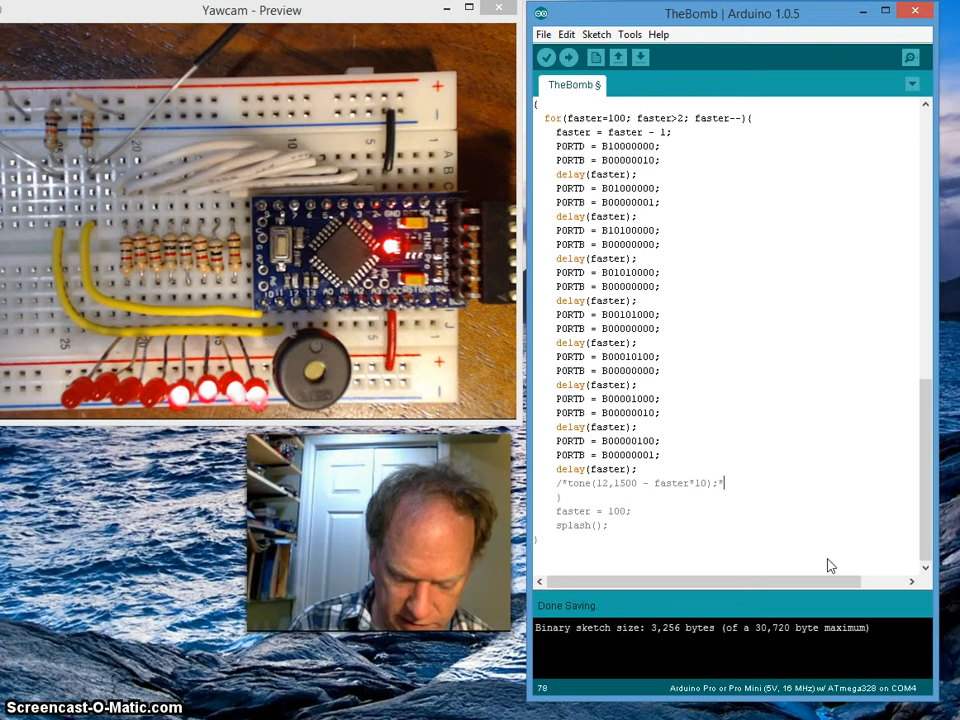 Yawcam - Preview
TheBomb | Arduino 1.0.5
File Edit Sketch Tools Help
TheBomb §
{
for(faster=100; faster>2; faster--){
faster = faster - 1;
PORTD = B10000000;
PORTB = B00000010;
delay(faster);
PORTD = B01000000;
PORTB = B00000001;
delay(faster);
PORTD = B10100000;
PORTB = B00000000;
delay(faster);
PORTD = B01010000;
PORTB = B00000000;
delay(faster);
PORTD = B00101000;
PORTB = B00000000;
delay(faster);
PORTD = B00010100;
PORTB = B00000000;
delay(faster);
PORTD = B00001000;
PORTB = B00000010;
delay(faster);
PORTD = B00000100;
PORTB = B00000001;
delay(faster);
/*tone(12,1500 - faster*10);*
}
faster = 100;
splash();
}
Done Saving.
Binary sketch size: 3,256 bytes (of a 30,720 byte maximum)
78
Arduino Pro or Pro Mini (5V, 16 MHz) w/ ATmega328 on COM4
Screencast-O-Matic.com